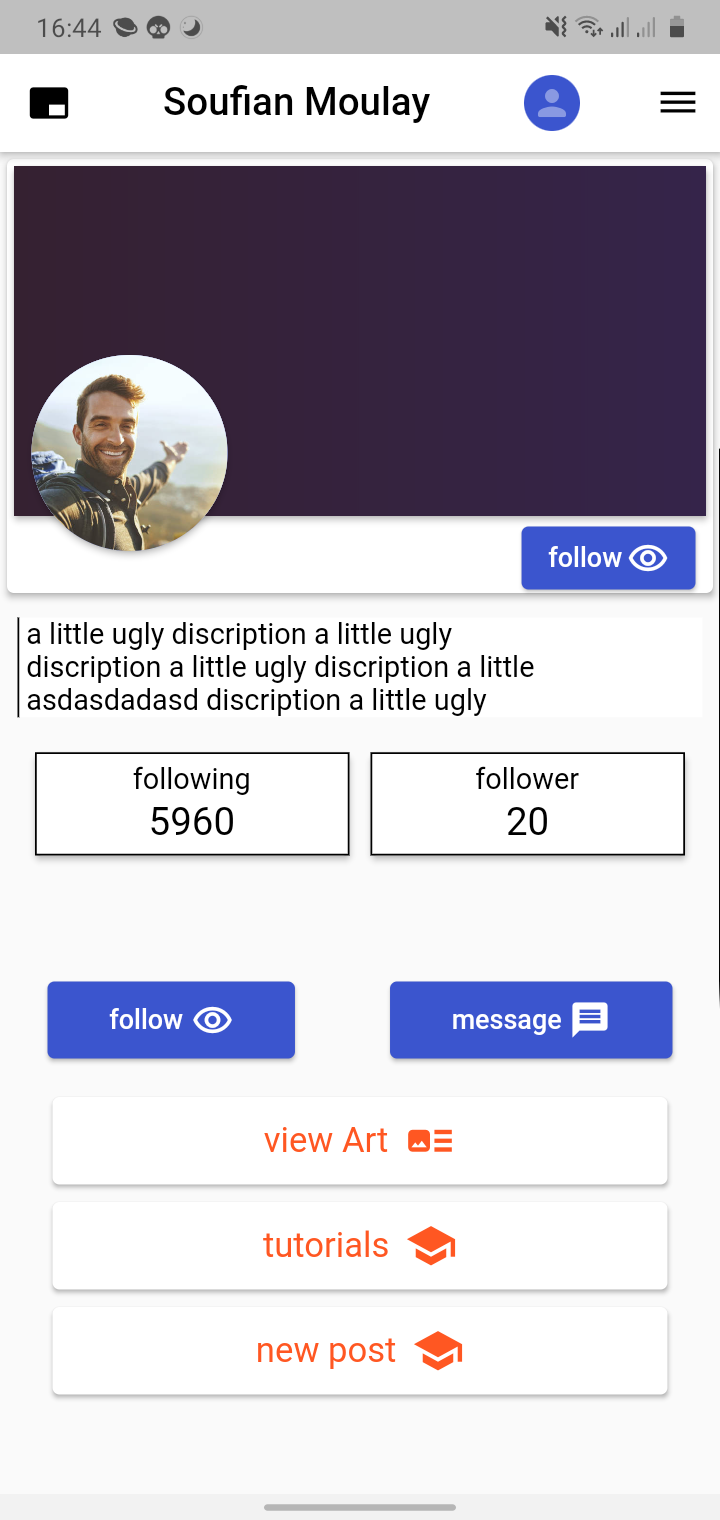 16:44
Soufian Moulay
follow
a little ugly discription a little ugly
discription a little ugly discription a little
asdasdadasd discription a little ugly
following
5960
follower
20
follow
message
view Art
tutorials
new post